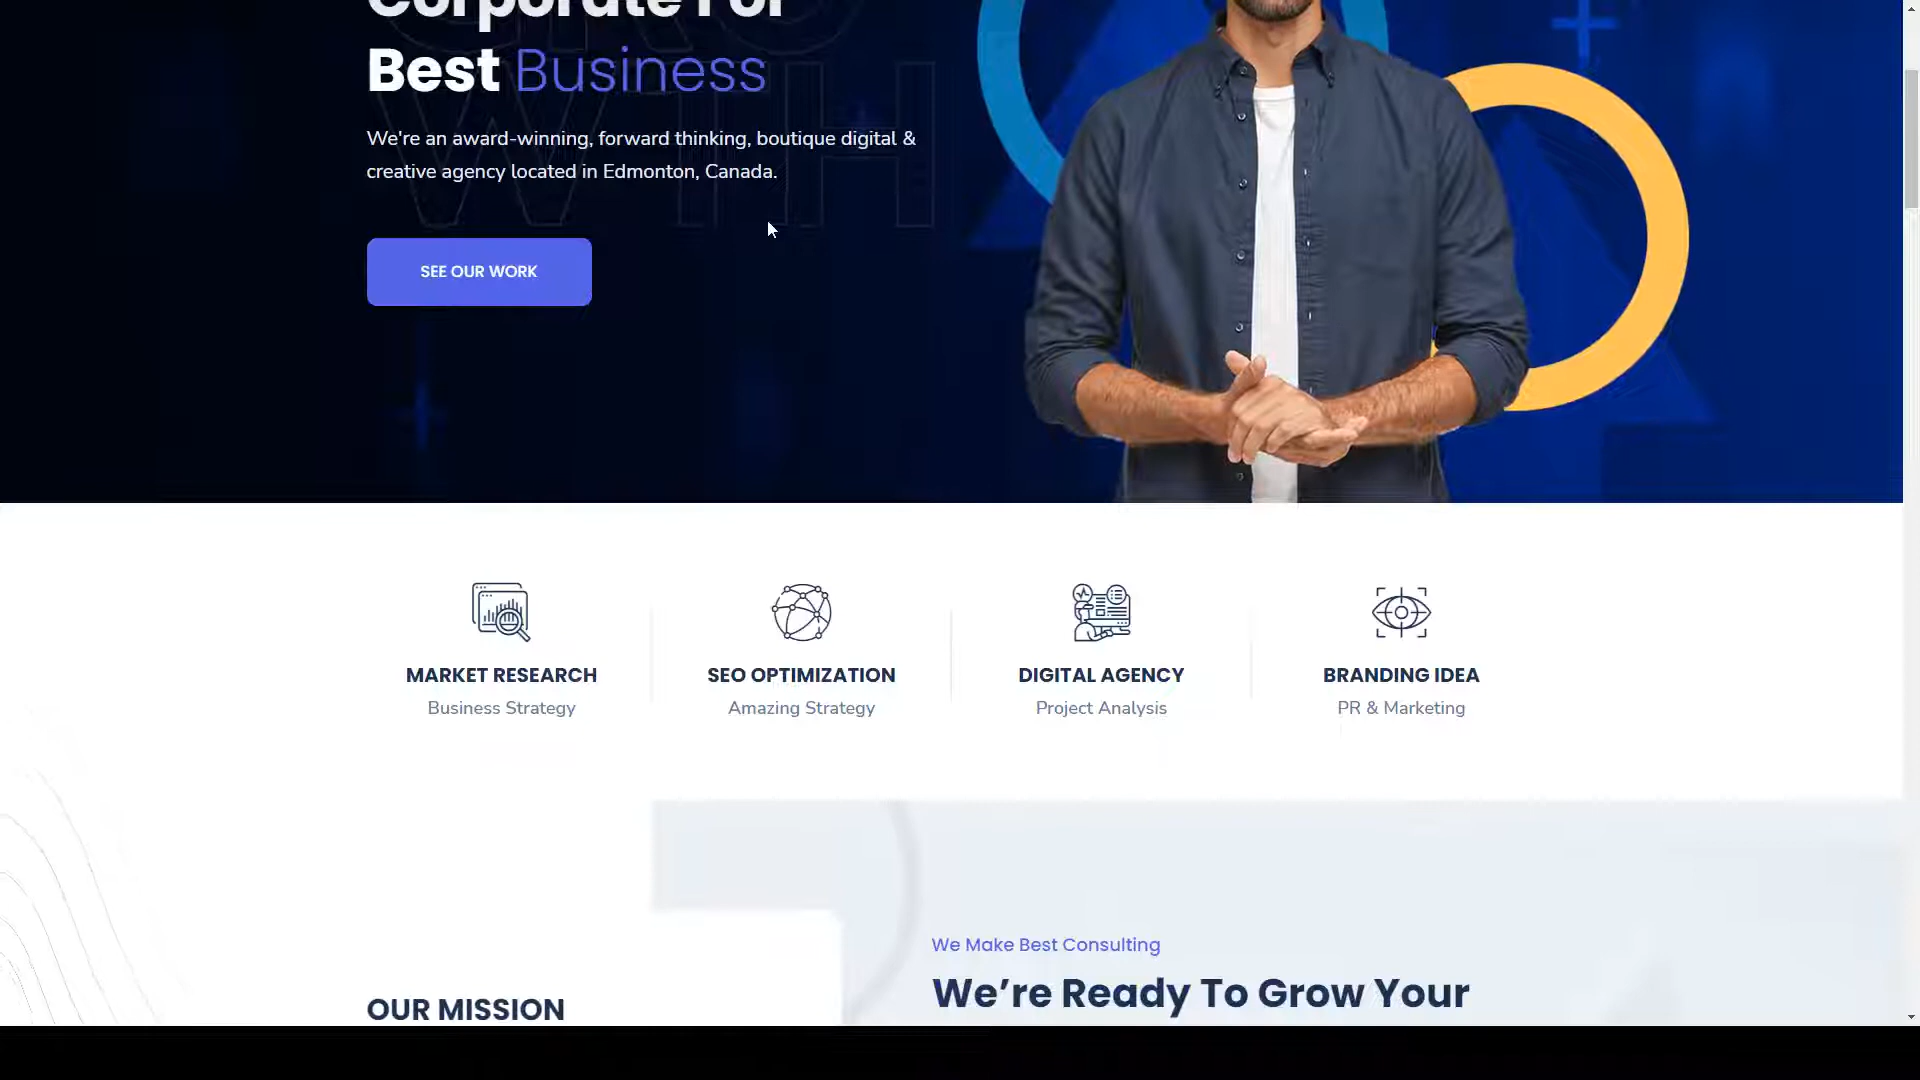 Corporate For
Best Business
We're an award-winning, forward thinking, boutique digital &
creative agency located in Edmonton, Canada.
SEE OUR WORK
MARKET RESEARCH
Business Strategy
SEO OPTIMIZATION
Amazing Strategy
DIGITAL AGENCY
Project Analysis
BRANDING IDEA
PR & Marketing
We Make Best Consulting
We’re Ready To Grow Your
OUR MISSION